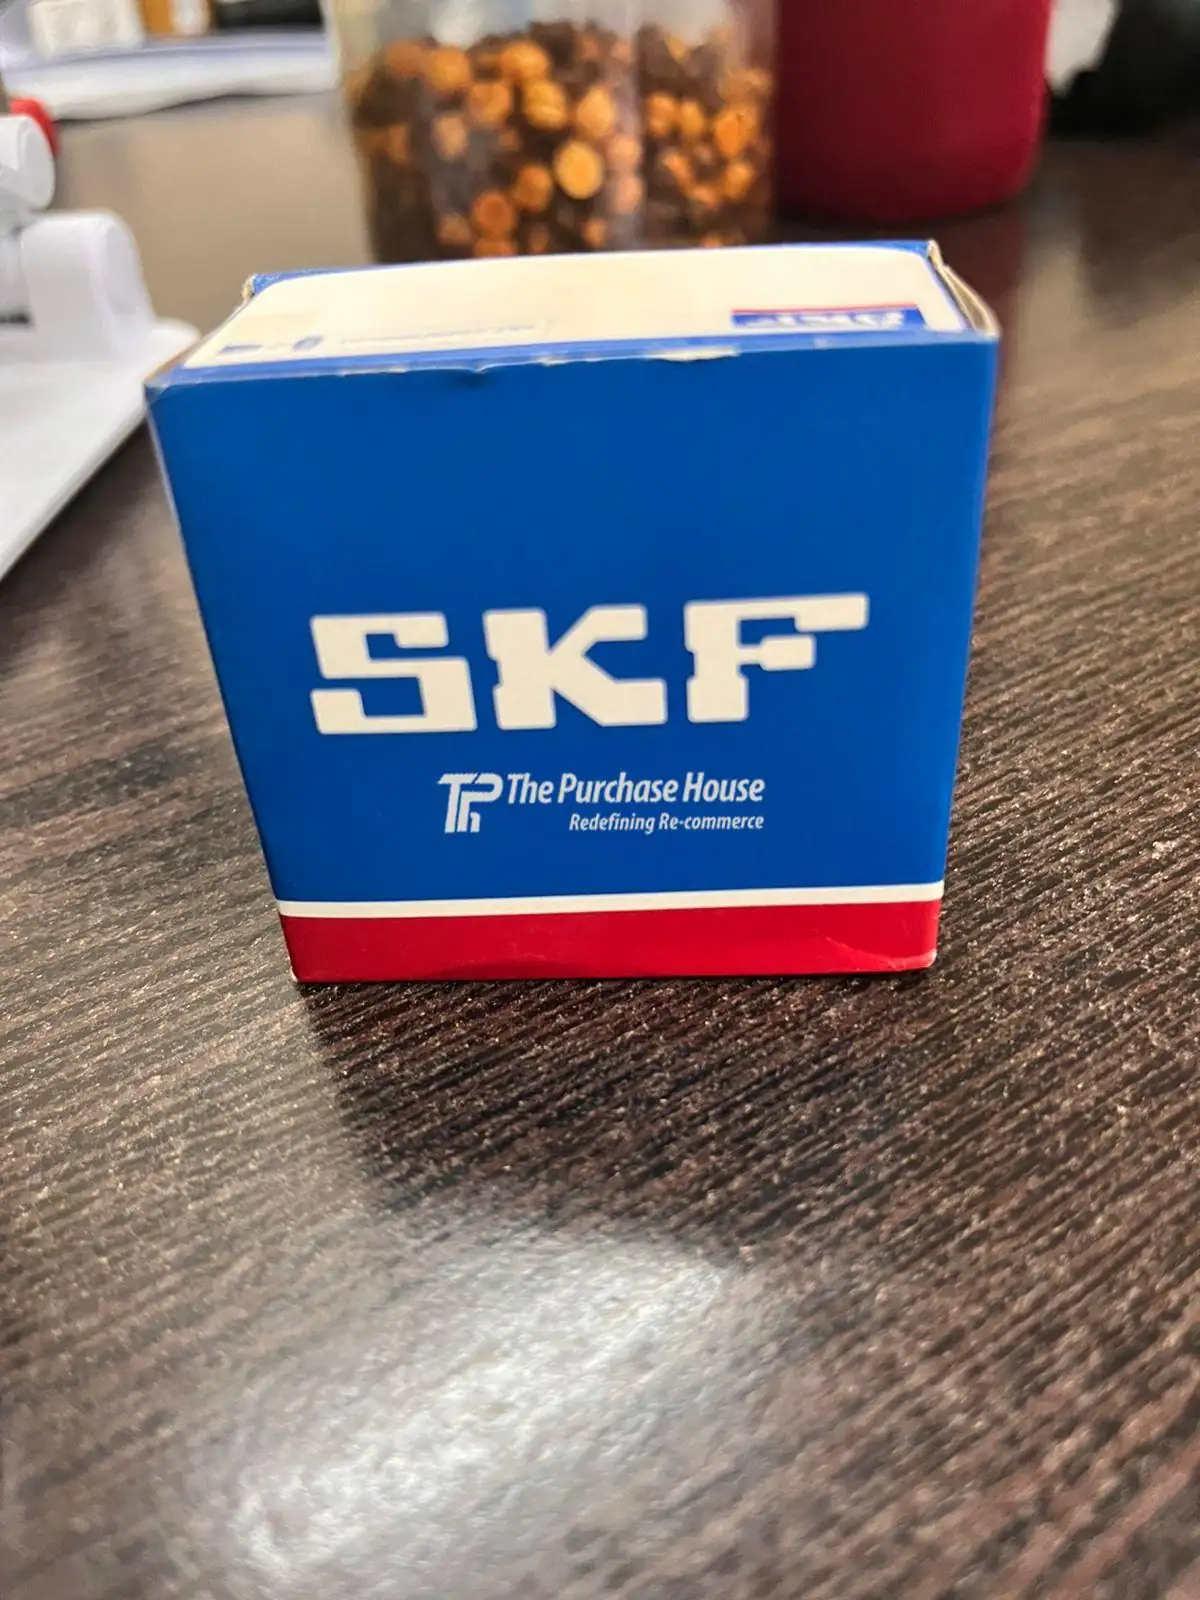 SKF
The Purchase House
Redefining Re-commerce